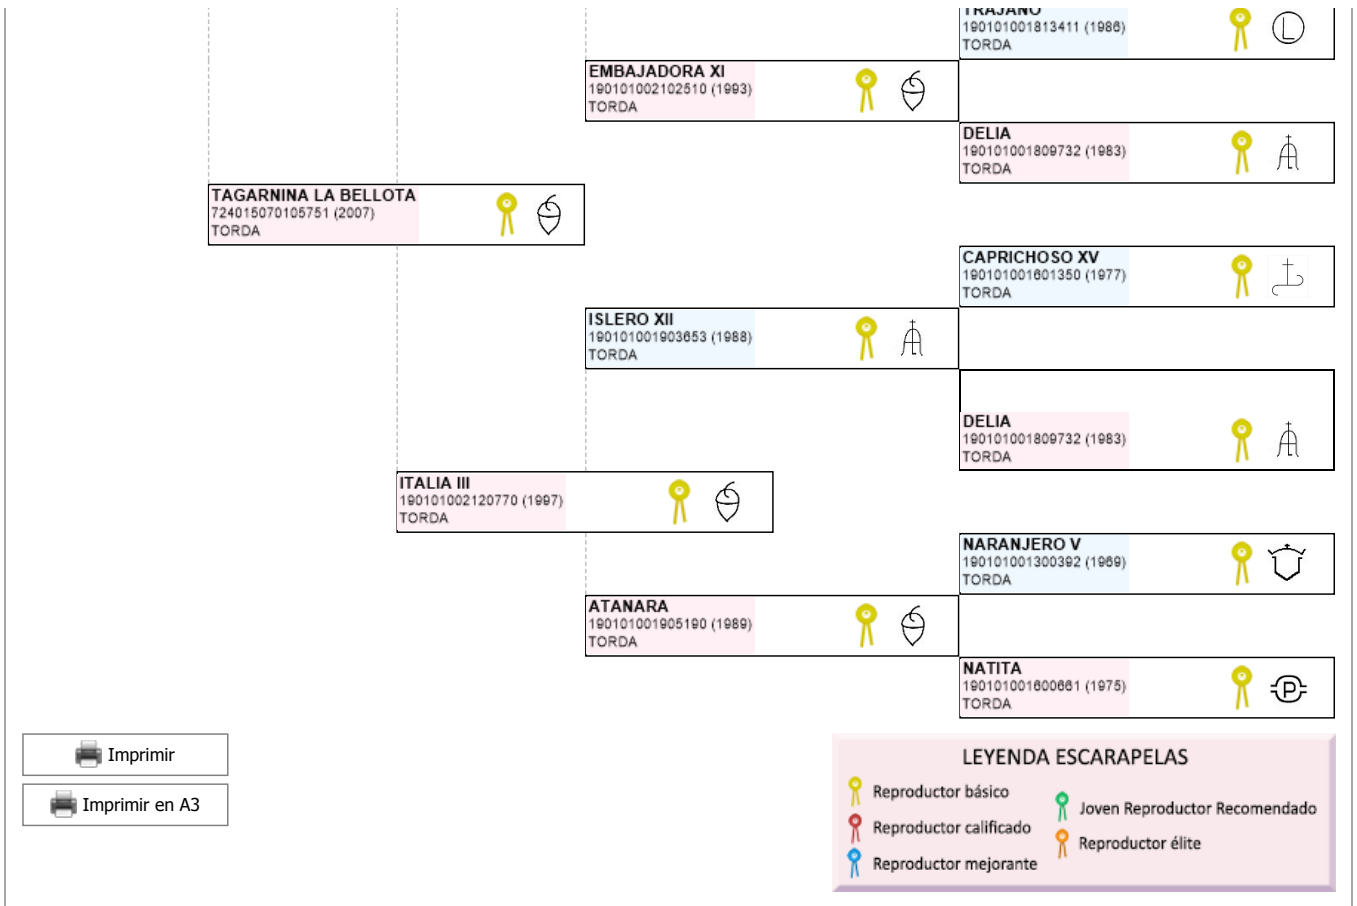 TRAJANO
190101001813411 (1986)
TORDA
EMBAJADORA XI
190101002102510 (1993)
TORDA
DELIA
190101001809732 (1983)
TORDA
TAGARNINA LA BELLOTA
724015070105751 (2007)
TORDA
CAPRICHOSO XV
190101001601350 (1977)
TORDA
ISLERO XII
190101001903653 (1988)
TORDA
DELIA
190101001809732 (1983)
TORDA
ITALIA III
190101002120770 (1997)
TORDA
NARANJERO V
190101001300392 (1969)
TORDA
ATANARA
190101001905190 (1989)
TORDA
NATITA
190101001600661 (1975)
TORDA
Imprimir
Imprimir en A3
LEYENDA ESCARAPELAS
Reproductor básico
Reproductor calificado
Reproductor mejorante
Joven Reproductor Recomendado
Reproductor élite